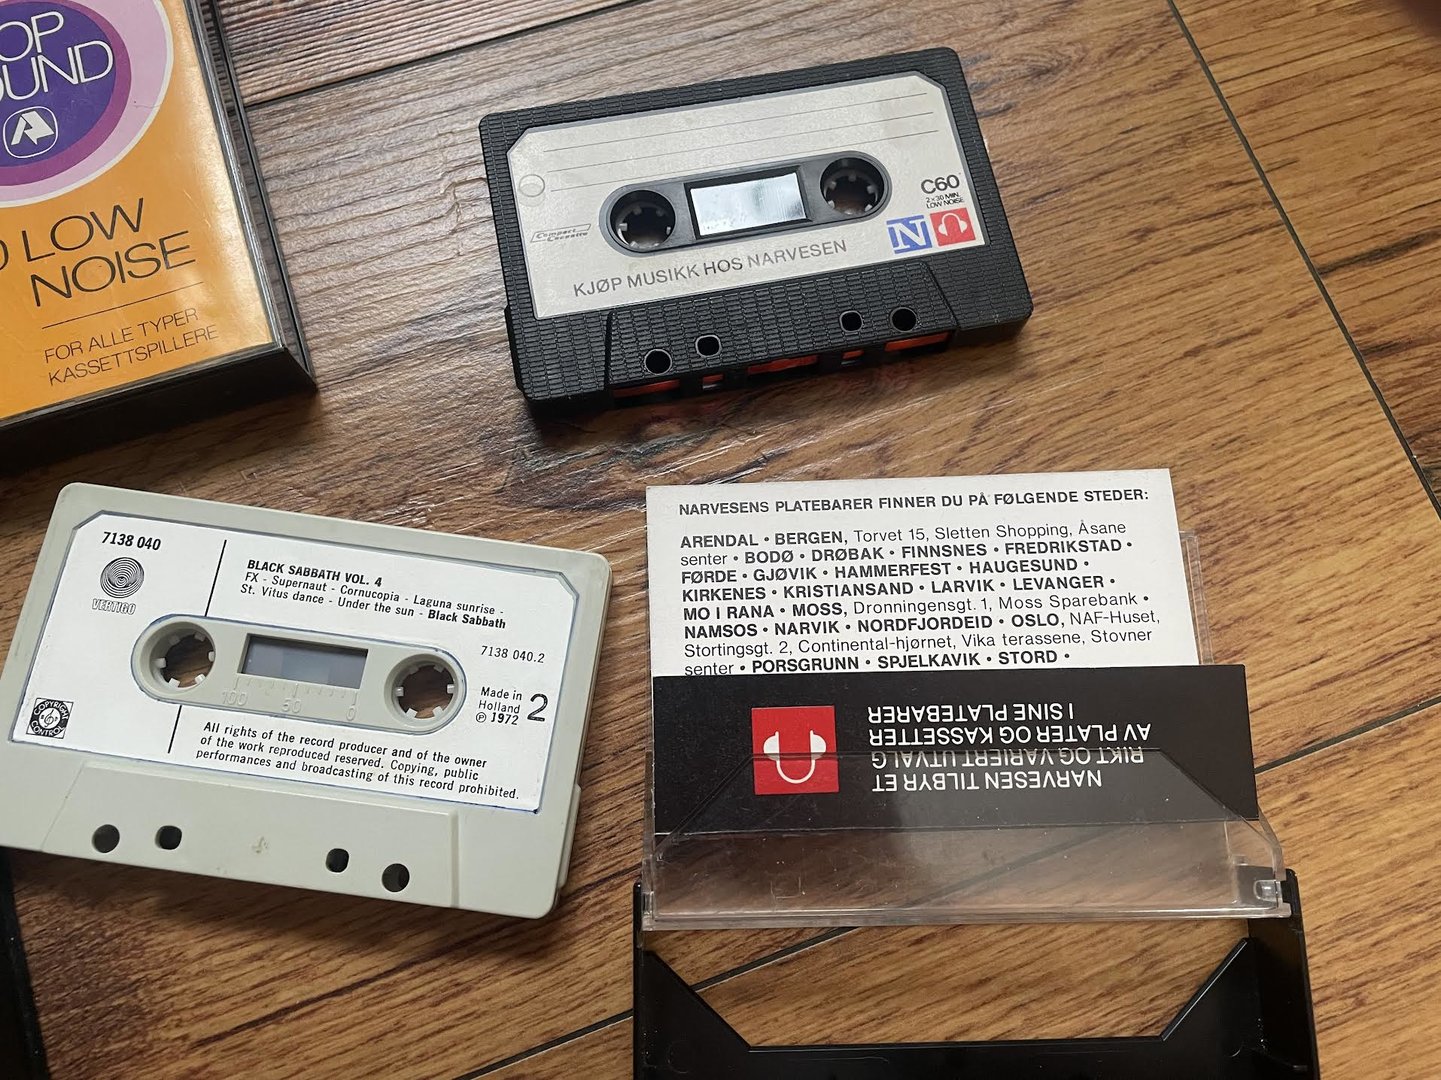 LOW
NOISE
FOR ALLE TYPER
KASSETTSPILLERE
Compact
Cassette
C60
2×30 MIN.
LOW NOISE
N
KJØP MUSIKK HOS NARVESEN
7138 040
VERTIGO
BLACK SABBATH VOL. 4
FX - Supernaut - Cornucopia - Laguna sunrise -
St. Vitus dance - Under the sun - Black Sabbath
7138 040.2
100 50 0
Made in
Holland
℗ 1972
2
COPYRIGHT
CONTROL
All rights of the record producer and of the owner
of the work reproduced reserved. Copying, public
performances and broadcasting of this record prohibited.
NARVESENS PLATEBARER FINNER DU PÅ FØLGENDE STEDER:
ARENDAL • BERGEN, Torvet 15, Sletten Shopping, Åsane
senter • BODØ • DRØBAK • FINNSNES • FREDRIKSTAD •
FØRDE • GJØVIK • HAMMERFEST • HAUGESUND •
KIRKENES • KRISTIANSAND • LARVIK • LEVANGER •
MO I RANA • MOSS, Dronningensgt. 1, Moss Sparebank •
NAMSOS • NARVIK • NORDFJORDEID • OSLO, NAF-Huset,
Stortingsgt. 2, Continental-hjørnet, Vika terassene, Stovner
senter • PORSGRUNN • SPJELKAVIK • STORD •
NARVESEN TILBYR ET
RIKT OG VARIERT UTVALG
AV PLATER OG KASSETTER
I SINE PLATEBARER